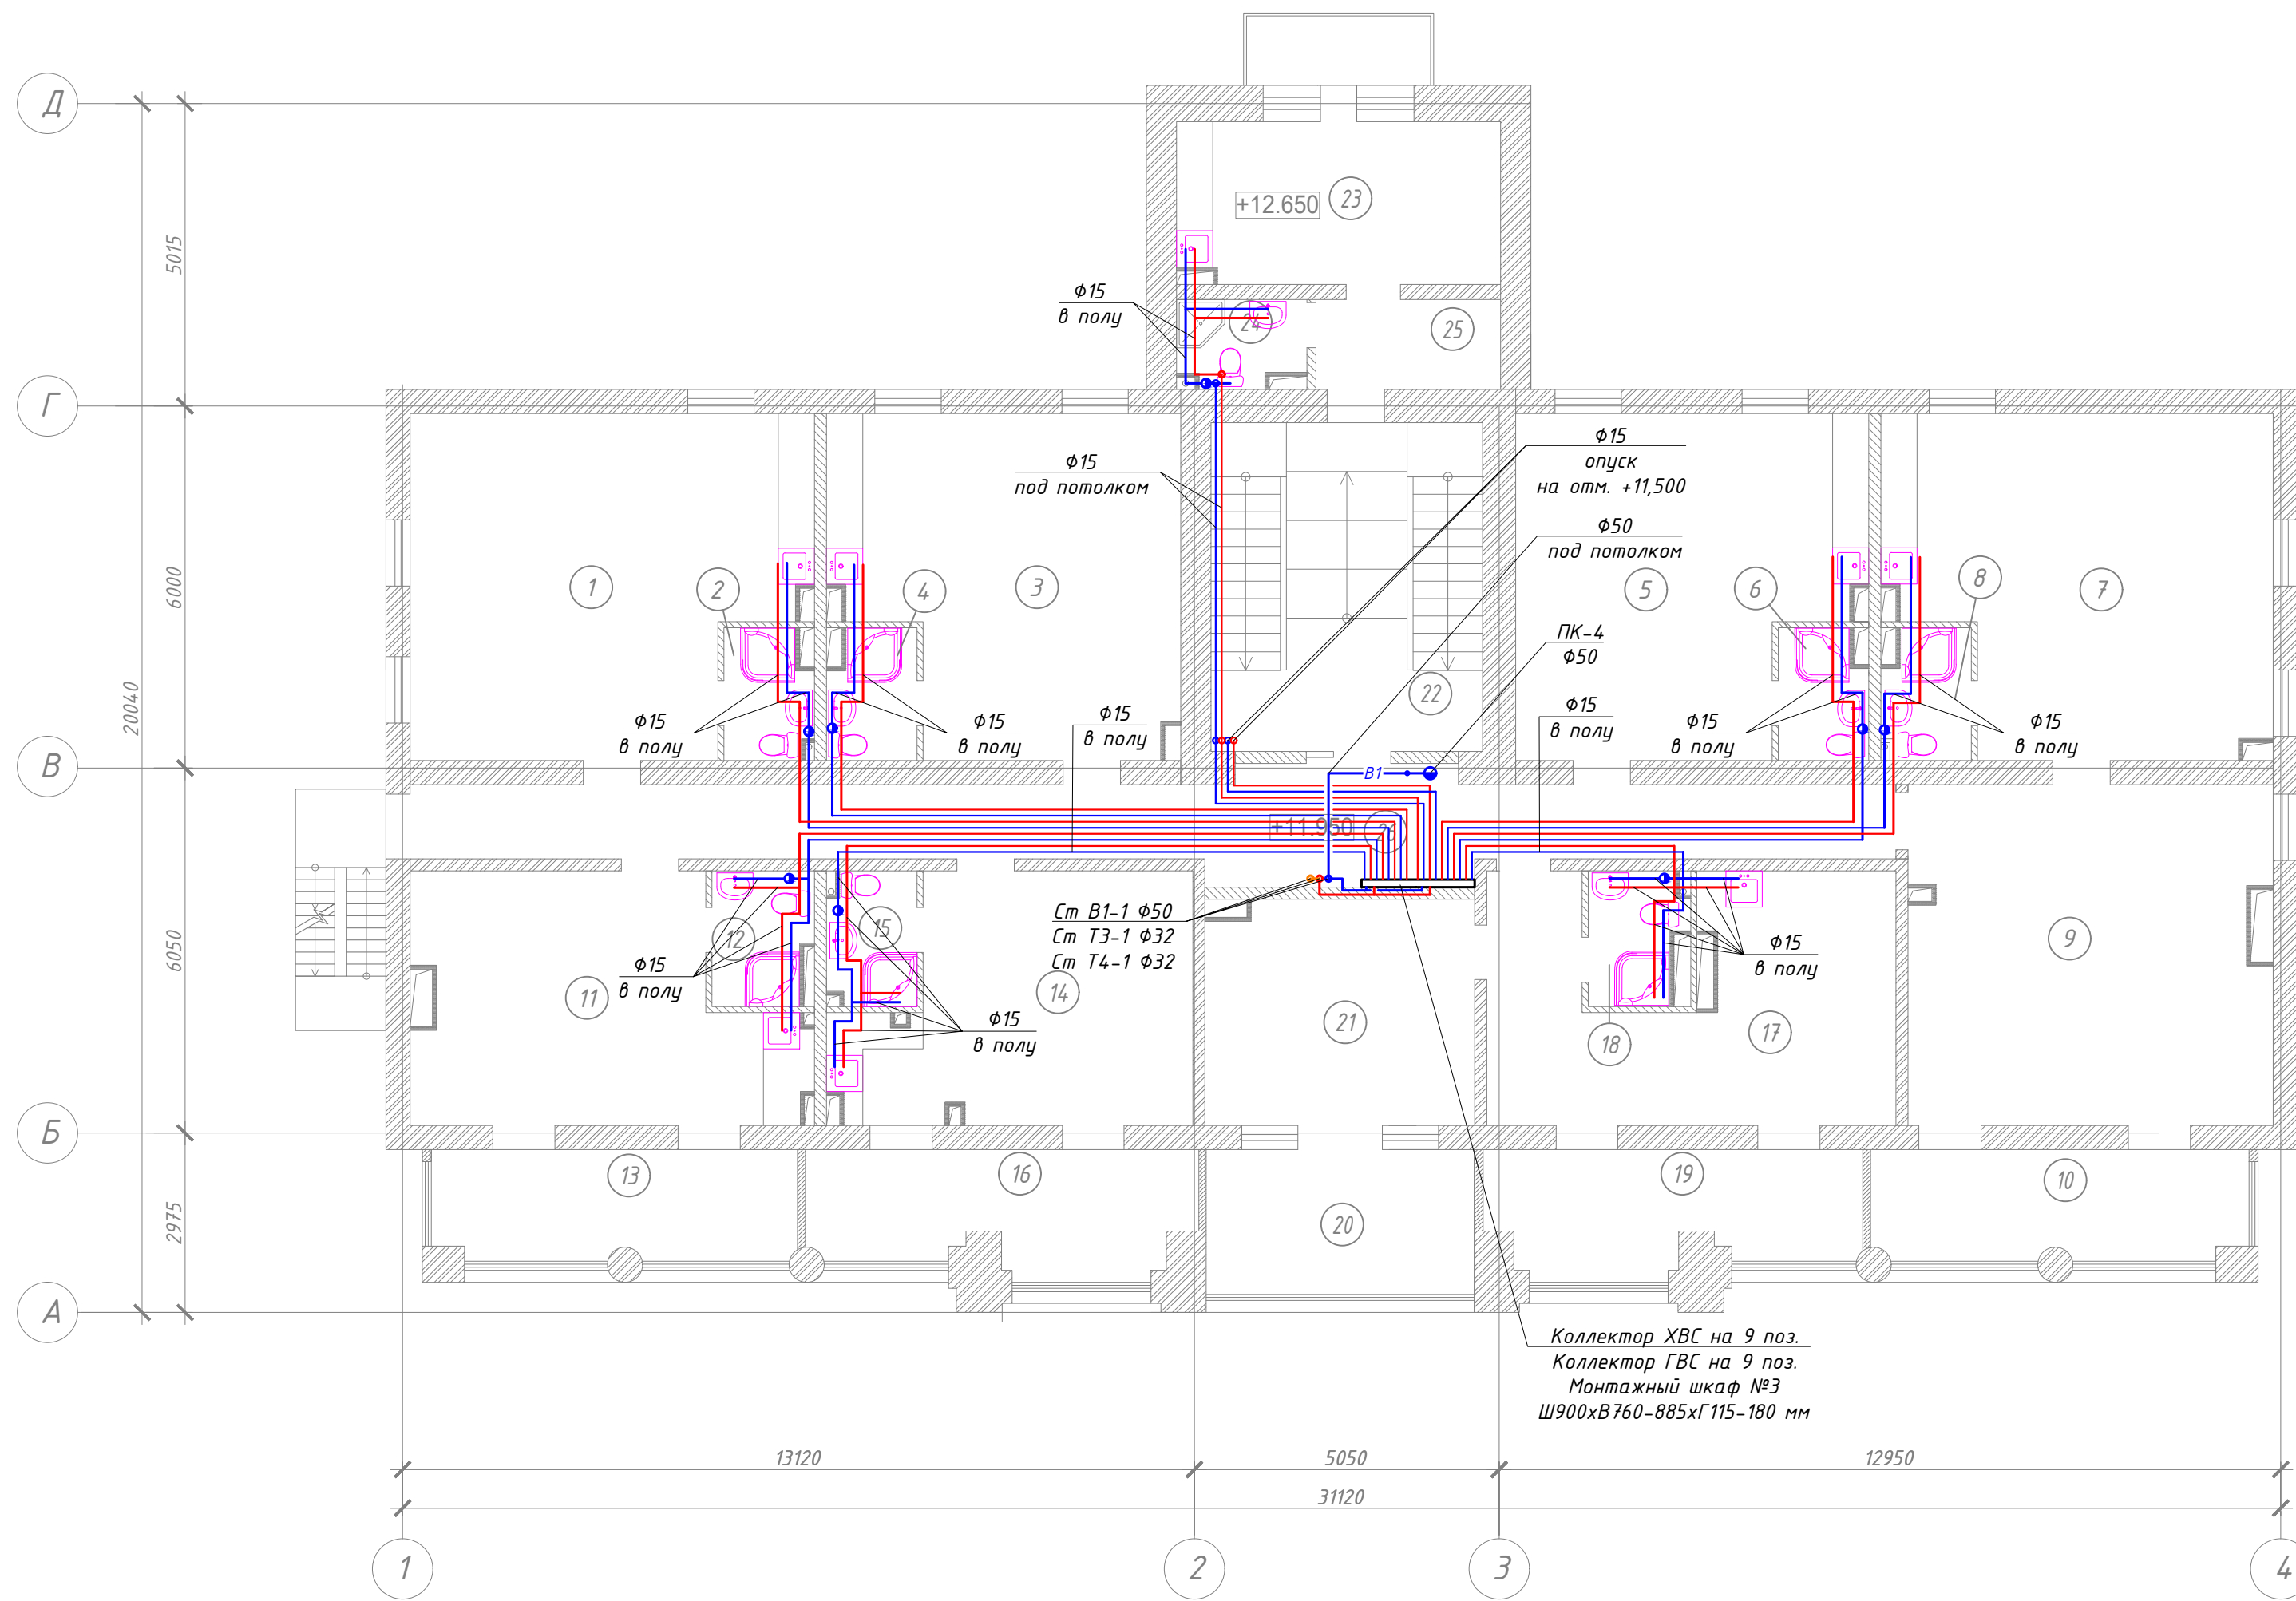 Д
+12.650
23
5015
Ф15
в полу
24
25
Г
Ф15
опуск
на отм. +11,500
Ф15
под потолком
Ф50
под потолком
6000
1
2
4
3
5
6
8
7
ПК-4
Ф50
22
20040
Ф15
в полу
Ф15
в полу
Ф15
в полу
Ф15
в полу
Ф15
в полу
Ф15
в полу
В
В1
+11.950
Ст В1-1 Ф50
Ст Т3-1 Ф32
Ст Т4-1 Ф32
12
15
6050
Ф15
в полу
Ф15
в полу
9
11
14
Ф15
в полу
21
17
18
Б
13
16
19
10
2975
20
А
Коллектор ХВС на 9 поз.
Коллектор ГВС на 9 поз.
Монтажный шкаф №3
Ш900хВ760-885хГ115-180 мм
13120
5050
12950
31120
1
2
3
4